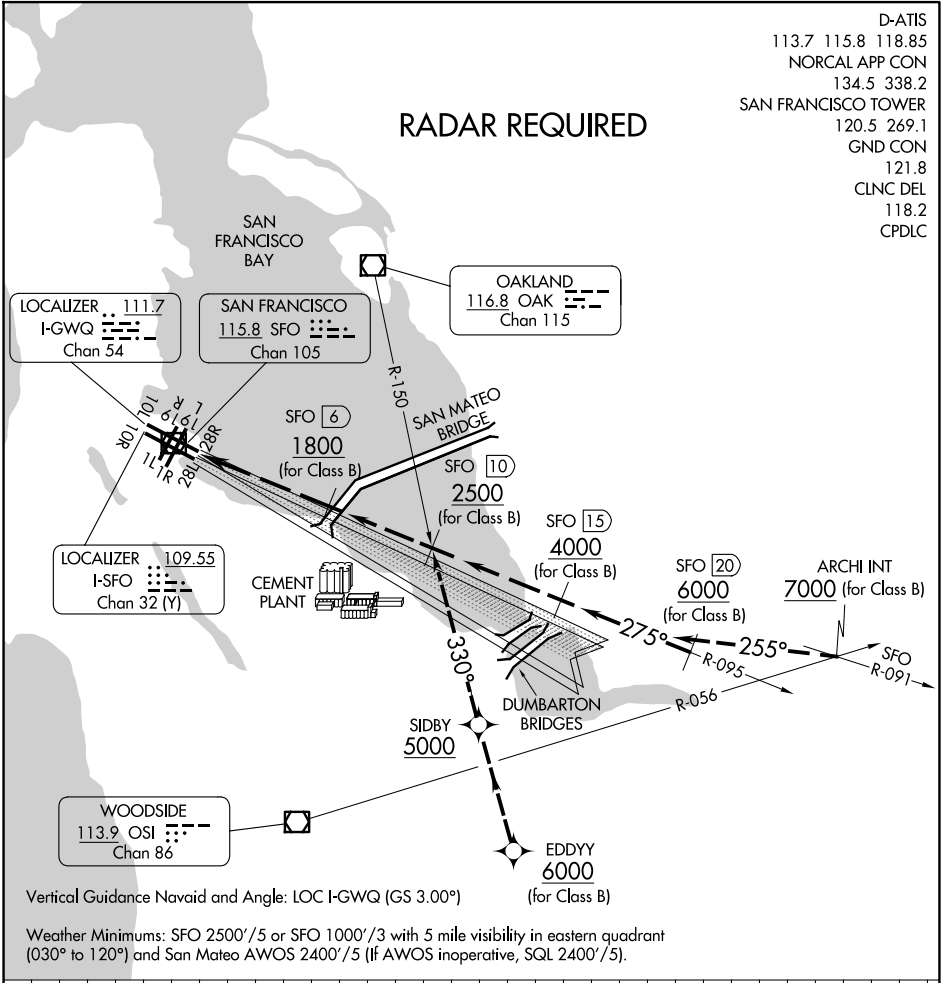 D-ATIS
113.7 115.8 118.85
NORCAL APP CON
134.5 338.2
SAN FRANCISCO TOWER
120.5 269.1
GND CON
121.8
CLNC DEL
118.2
CPDLC
RADAR REQUIRED
SAN
FRANCISCO
BAY
OAKLAND
116.8 OAK
Chan 115
LOCALIZER 111.7
I-GWQ
Chan 54
SAN FRANCISCO
115.8 SFO
Chan 105
R-150
SAN MATEO
BRIDGE
SFO 6
1800
(for Class B)
SFO 10
2500
(for Class B)
SFO 15
4000
(for Class B)
SFO 20
6000
(for Class B)
ARCHI INT
7000 (for Class B)
10L
10R
19R
19L
28R
28L
1L
1R
LOCALIZER 109.55
I-SFO
Chan 32 (Y)
CEMENT
PLANT
330°
275°
255°
R-095
SFO
R-091
R-056
DUMBARTON
BRIDGES
SIDBY
5000
WOODSIDE
113.9 OSI
Chan 86
EDDYY
6000
(for Class B)
Vertical Guidance Navaid and Angle: LOC I-GWQ (GS 3.00°)
Weather Minimums: SFO 2500'/5 or SFO 1000'/3 with 5 mile visibility in eastern quadrant
(030° to 120°) and San Mateo AWOS 2400'/5 (If AWOS inoperative, SQL 2400'/5).